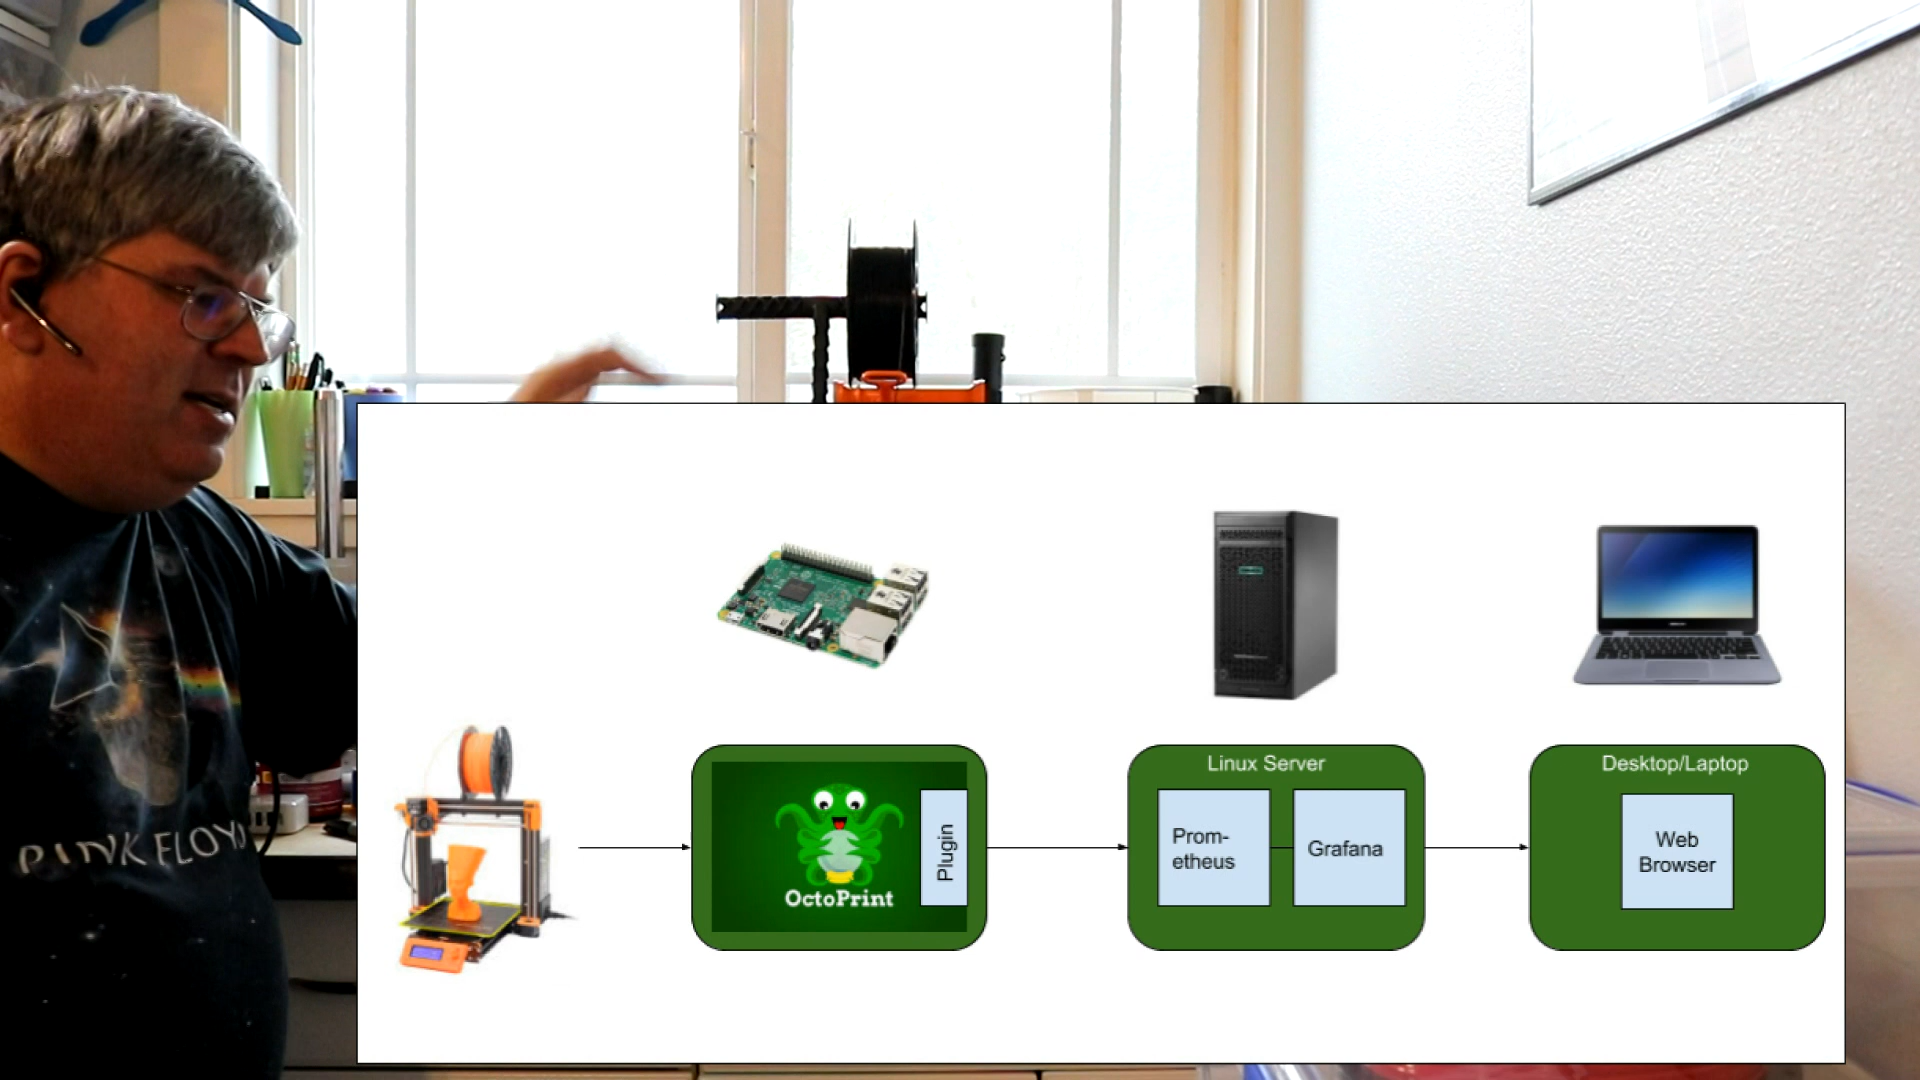 PINK FLOYD
OctoPrint
Plugin
Linux Server
Prom-
etheus
Grafana
Desktop/Laptop
Web
Browser